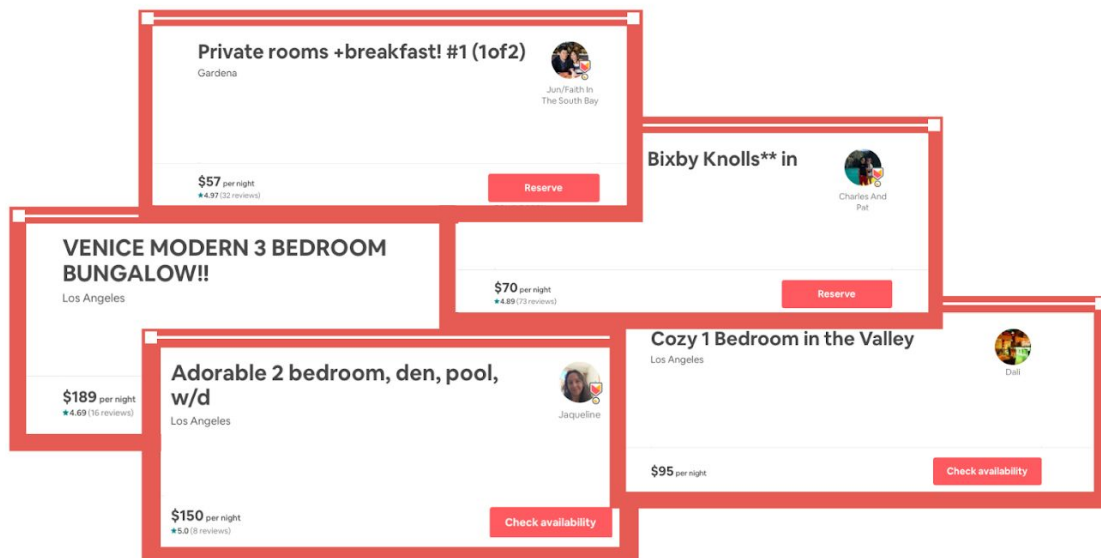 Private rooms +breakfast! #1 (1of2)
Gardena
Jun/Faith In
The South Bay
$57 per night
★4.97 (32 reviews)
Reserve
Bixby Knolls** in
Charles And
Pat
$70 per night
★4.89 (73 reviews)
Reserve
VENICE MODERN 3 BEDROOM
BUNGALOW!!
Los Angeles
$189 per night
★4.69 (16 reviews)
Adorable 2 bedroom, den, pool,
w/d
Los Angeles
Jaqueline
$150 per night
★5.0 (8 reviews)
Check availability
Cozy 1 Bedroom in the Valley
Los Angeles
Dali
$95 per night
Check availability